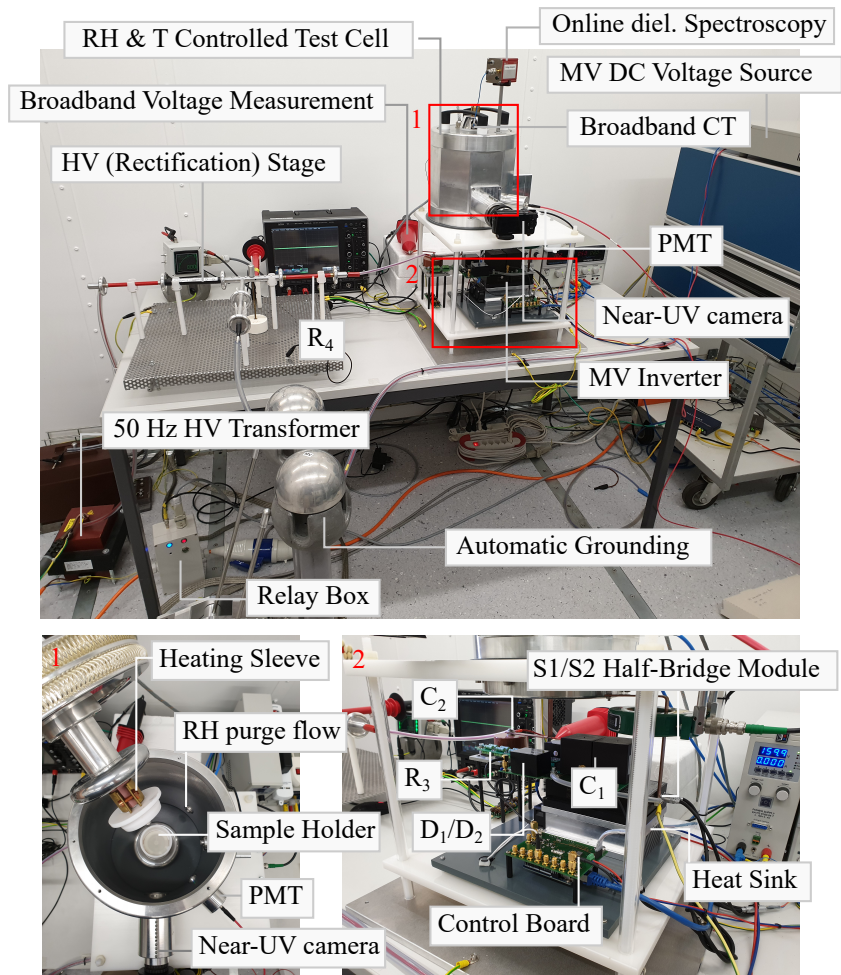 Online diel. Spectroscopy
RH & T Controlled Test Cell
MV DC Voltage Source
Broadband Voltage Measurement
1
Broadband CT
HV (Rectification) Stage
PMT
2
Near-UV camera
R4
MV Inverter
50 Hz HV Transformer
Automatic Grounding
Relay Box
1
Heating Sleeve
RH purge flow
Sample Holder
PMT
Near-UV camera
2
S1/S2 Half-Bridge Module
C2
R3
C1
D1/D2
Heat Sink
Control Board
1599
0.000